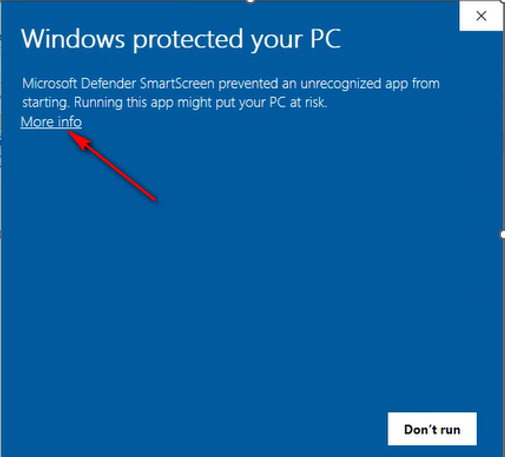 Windows protected your PC
Microsoft Defender SmartScreen prevented an unrecognized app from
starting. Running this app might put your PC at risk.
More info
Don't run